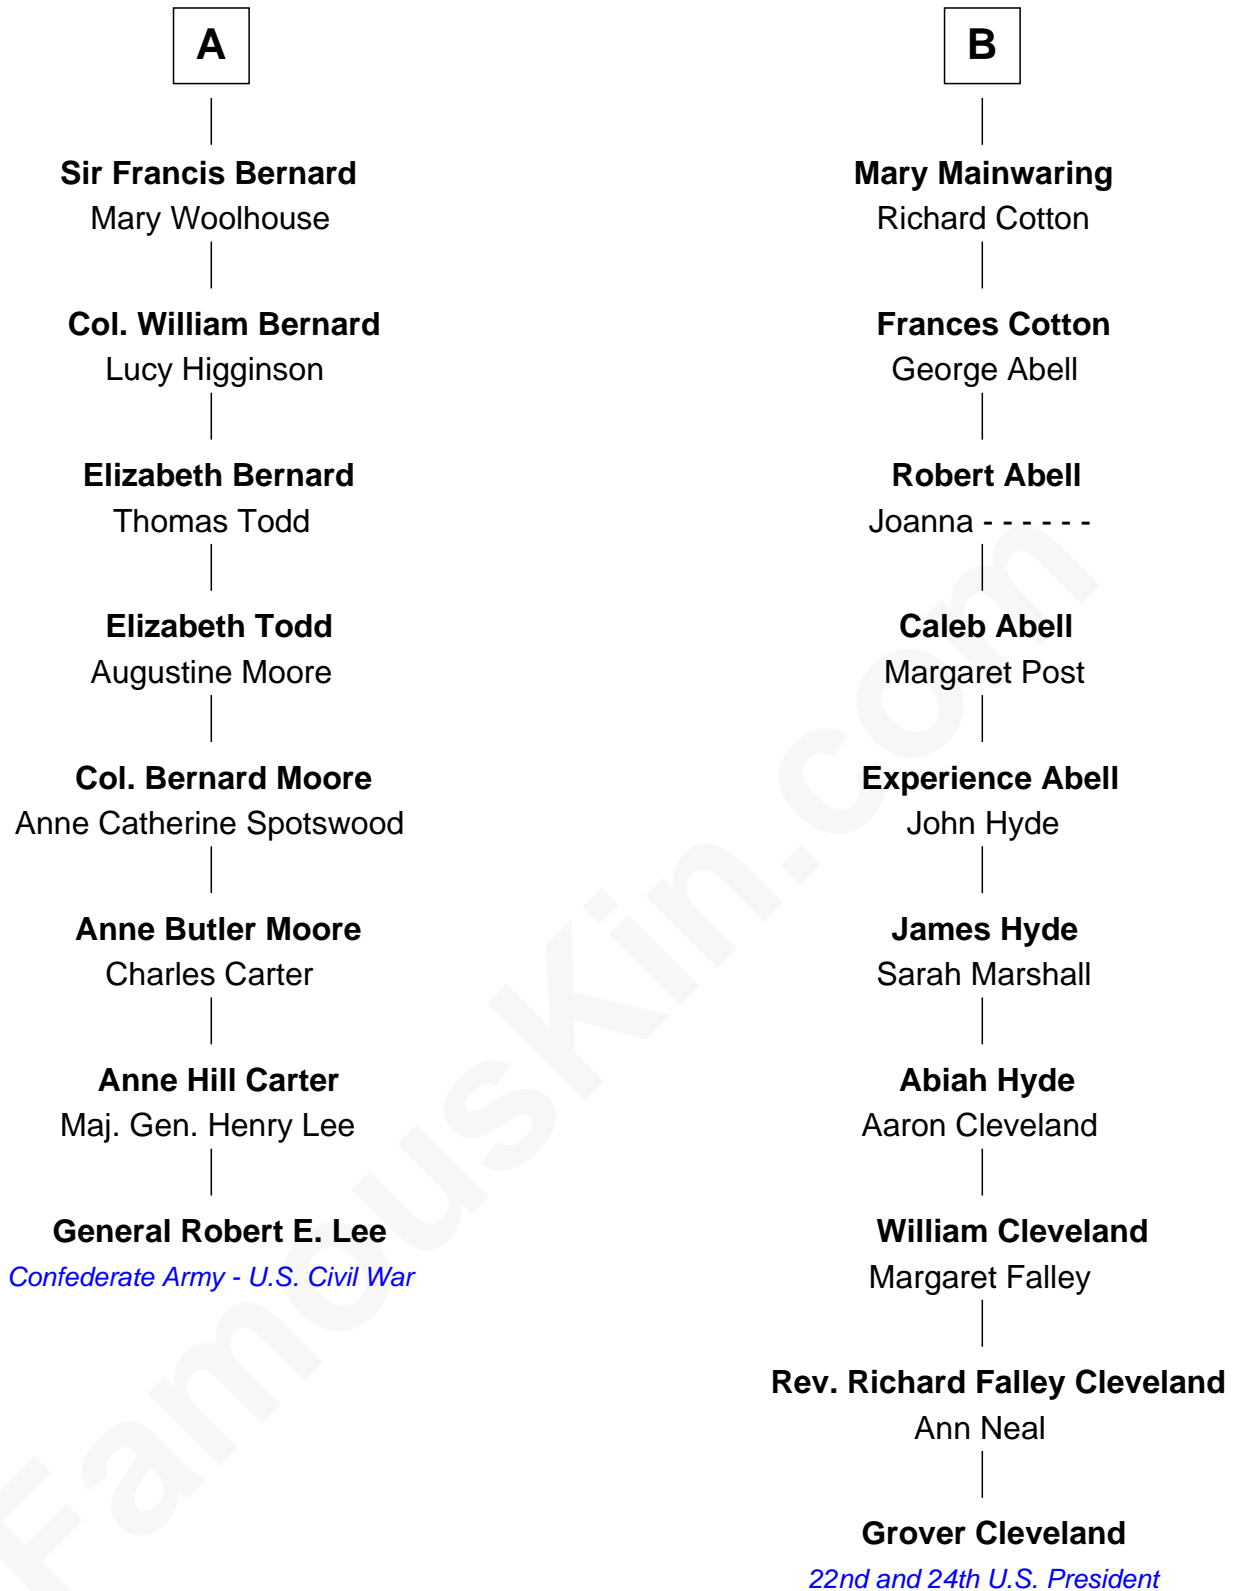 A
Sir Francis Bernard
Mary Woolhouse
Col. William Bernard
Lucy Higginson
Elizabeth Bernard
Thomas Todd
Elizabeth Todd
Augustine Moore
Col. Bernard Moore
Anne Catherine Spotswood
Anne Butler Moore
Charles Carter
Anne Hill Carter
Maj. Gen. Henry Lee
General Robert E. Lee
Confederate Army - U.S. Civil War
B
Mary Mainwaring
Richard Cotton
Frances Cotton
George Abell
Robert Abell
Joanna - - - - - -
Caleb Abell
Margaret Post
Experience Abell
John Hyde
James Hyde
Sarah Marshall
Abiah Hyde
Aaron Cleveland
William Cleveland
Margaret Falley
Rev. Richard Falley Cleveland
Ann Neal
Grover Cleveland
22nd and 24th U.S. President
FamousKin.com